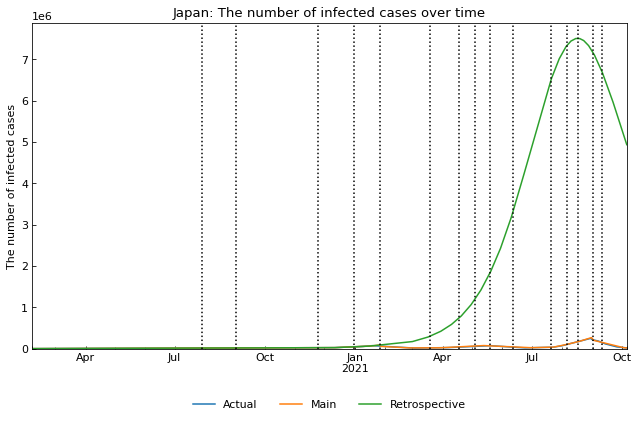 Japan: The number of infected cases over time
1e6
The number of infected cases
7
6
5
4
3
2
1
0
Apr Jul Oct Jan Apr Jul Oct
2021
Actual Main Retrospective